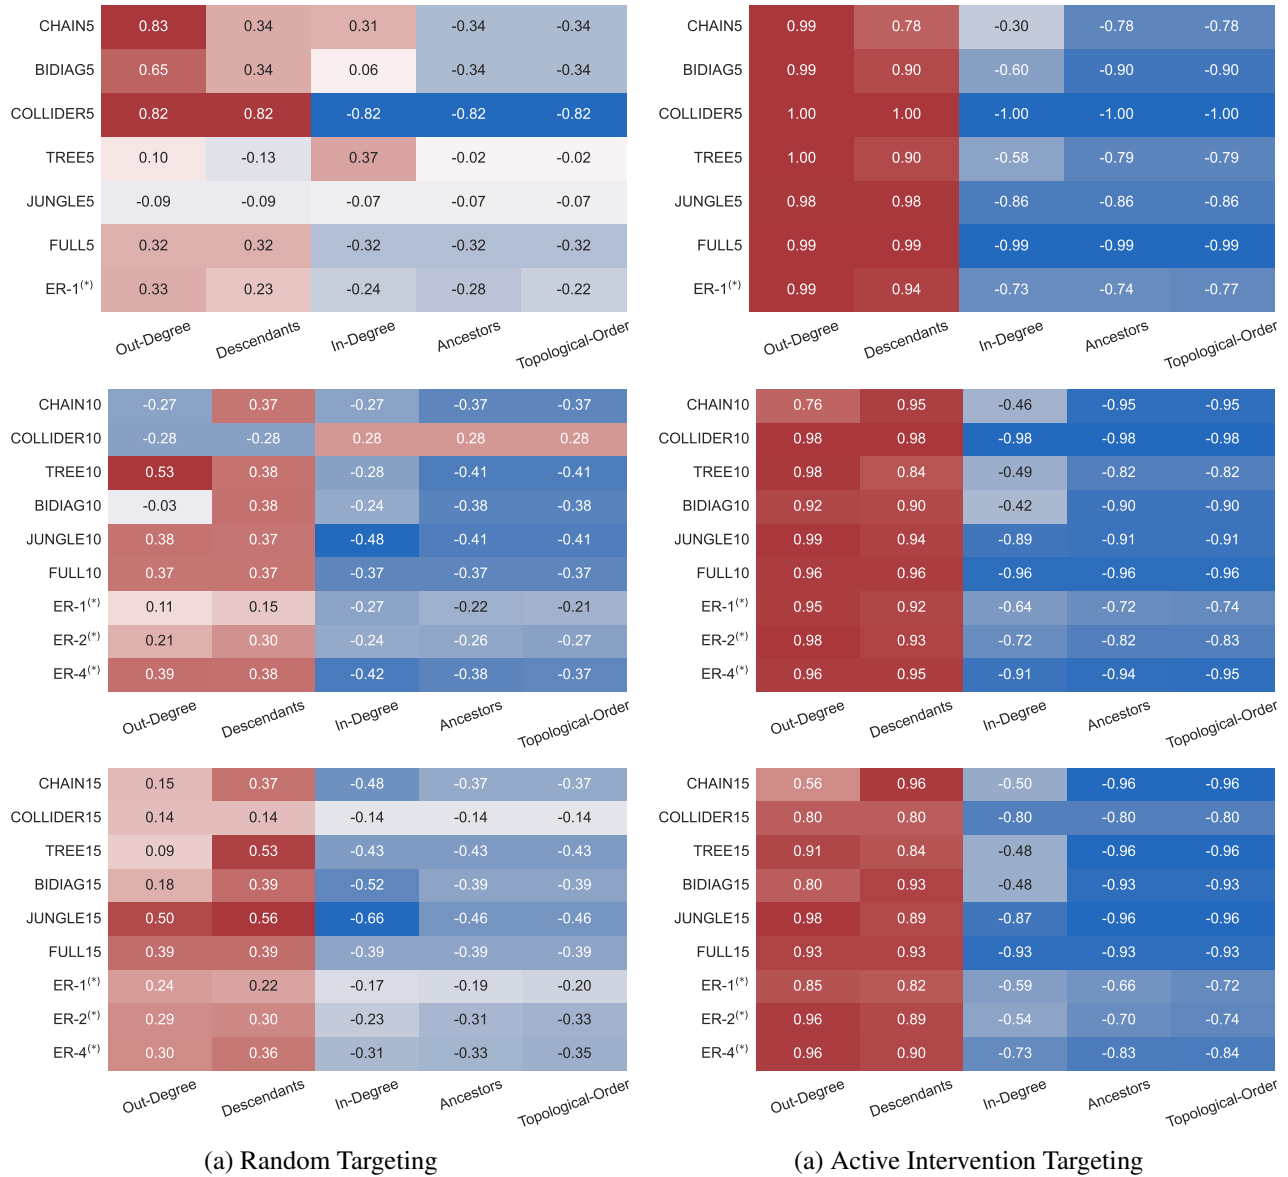 CHAIN5 0.83 0.34 0.31 -0.34 -0.34
BIDIAG5 0.65 0.34 0.06 -0.34 -0.34
COLLIDER5 0.82 0.82 -0.82 -0.82 -0.82
TREE5 0.10 -0.13 0.37 -0.02 -0.02
JUNGLE5 -0.09 -0.09 -0.07 -0.07 -0.07
FULL5 0.32 0.32 -0.32 -0.32 -0.32
ER-1(*) 0.33 0.23 -0.24 -0.28 -0.22
Out-Degree Descendants In-Degree Ancestors Topological-Order
CHAIN5 0.99 0.78 -0.30 -0.78 -0.78
BIDIAG5 0.99 0.90 -0.60 -0.90 -0.90
COLLIDER5 1.00 1.00 -1.00 -1.00 -1.00
TREE5 1.00 0.90 -0.58 -0.79 -0.79
JUNGLE5 0.98 0.98 -0.86 -0.86 -0.86
FULL5 0.99 0.99 -0.99 -0.99 -0.99
ER-1(*) 0.99 0.94 -0.73 -0.74 -0.77
Out-Degree Descendants In-Degree Ancestors Topological-Order
CHAIN10 -0.27 0.37 -0.27 -0.37 -0.37
COLLIDER10 -0.28 -0.28 0.28 0.28 0.28
TREE10 0.53 0.38 -0.28 -0.41 -0.41
BIDIAG10 -0.03 0.38 -0.24 -0.38 -0.38
JUNGLE10 0.38 0.37 -0.48 -0.41 -0.41
FULL10 0.37 0.37 -0.37 -0.37 -0.37
ER-1(*) 0.11 0.15 -0.27 -0.22 -0.21
ER-2(*) 0.21 0.30 -0.24 -0.26 -0.27
ER-4(*) 0.39 0.38 -0.42 -0.38 -0.37
Out-Degree Descendants In-Degree Ancestors Topological-Order
CHAIN10 0.76 0.95 -0.46 -0.95 -0.95
COLLIDER10 0.98 0.98 -0.98 -0.98 -0.98
TREE10 0.98 0.84 -0.49 -0.82 -0.82
BIDIAG10 0.92 0.90 -0.42 -0.90 -0.90
JUNGLE10 0.99 0.94 -0.89 -0.91 -0.91
FULL10 0.96 0.96 -0.96 -0.96 -0.96
ER-1(*) 0.95 0.92 -0.64 -0.72 -0.74
ER-2(*) 0.98 0.93 -0.72 -0.82 -0.83
ER-4(*) 0.96 0.95 -0.91 -0.94 -0.95
Out-Degree Descendants In-Degree Ancestors Topological-Order
CHAIN15 0.15 0.37 -0.48 -0.37 -0.37
COLLIDER15 0.14 0.14 -0.14 -0.14 -0.14
TREE15 0.09 0.53 -0.43 -0.43 -0.43
BIDIAG15 0.18 0.39 -0.52 -0.39 -0.39
JUNGLE15 0.50 0.56 -0.66 -0.46 -0.46
FULL15 0.39 0.39 -0.39 -0.39 -0.39
ER-1(*) 0.24 0.22 -0.17 -0.19 -0.20
ER-2(*) 0.29 0.30 -0.23 -0.31 -0.33
ER-4(*) 0.30 0.36 -0.31 -0.33 -0.35
Out-Degree Descendants In-Degree Ancestors Topological-Order
CHAIN15 0.56 0.96 -0.50 -0.96 -0.96
COLLIDER15 0.80 0.80 -0.80 -0.80 -0.80
TREE15 0.91 0.84 -0.48 -0.96 -0.96
BIDIAG15 0.80 0.93 -0.48 -0.93 -0.93
JUNGLE15 0.98 0.89 -0.87 -0.96 -0.96
FULL15 0.93 0.93 -0.93 -0.93 -0.93
ER-1(*) 0.85 0.82 -0.59 -0.66 -0.72
ER-2(*) 0.96 0.89 -0.54 -0.70 -0.74
ER-4(*) 0.96 0.90 -0.73 -0.83 -0.84
Out-Degree Descendants In-Degree Ancestors Topological-Order
(a) Random Targeting
(a) Active Intervention Targeting